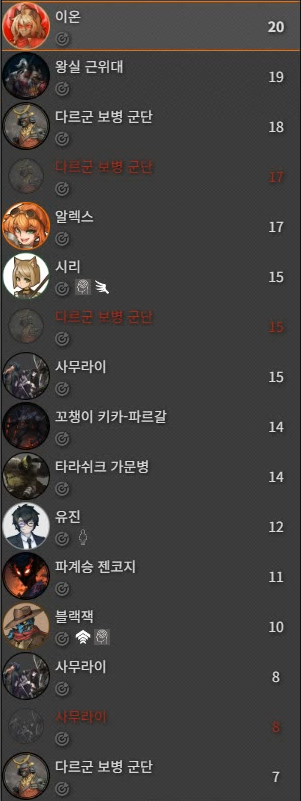 이온
20
왕실 근위대
19
다르군 보병 군단
18
다르군 보병 군단
17
알렉스
17
시리
15
다르군 보병 군단
15
사무라이
15
꼬챙이 키카-파르갈
14
타라쉬크 가문병
14
유진
12
파계승 젠코지
11
블랙잭
10
사무라이
8
사무라이
8
다르군 보병 군단
7